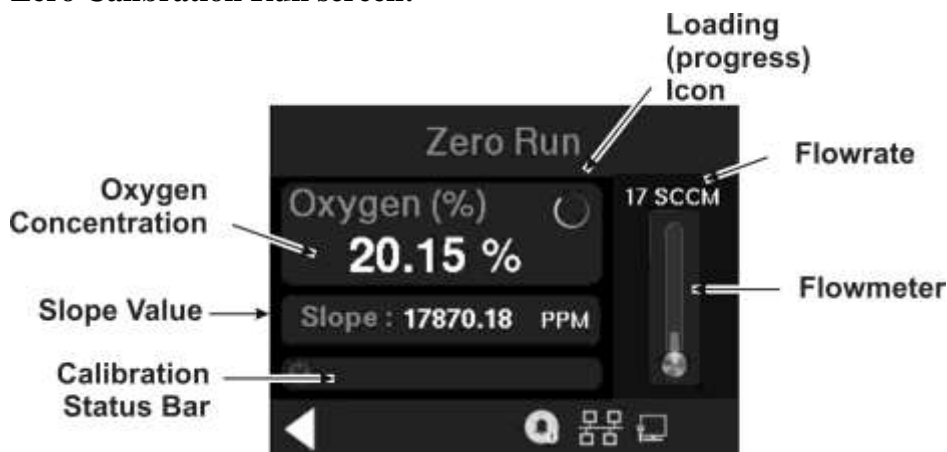 Zero Calibration Run screen:
Loading
(progress)
Icon
Zero Run
Flowrate
Oxygen
Concentration
Oxygen (%)
20.15 %
17 SCCM
Flowmeter
Slope Value
Slope : 17870.18 PPM
Calibration
Status Bar